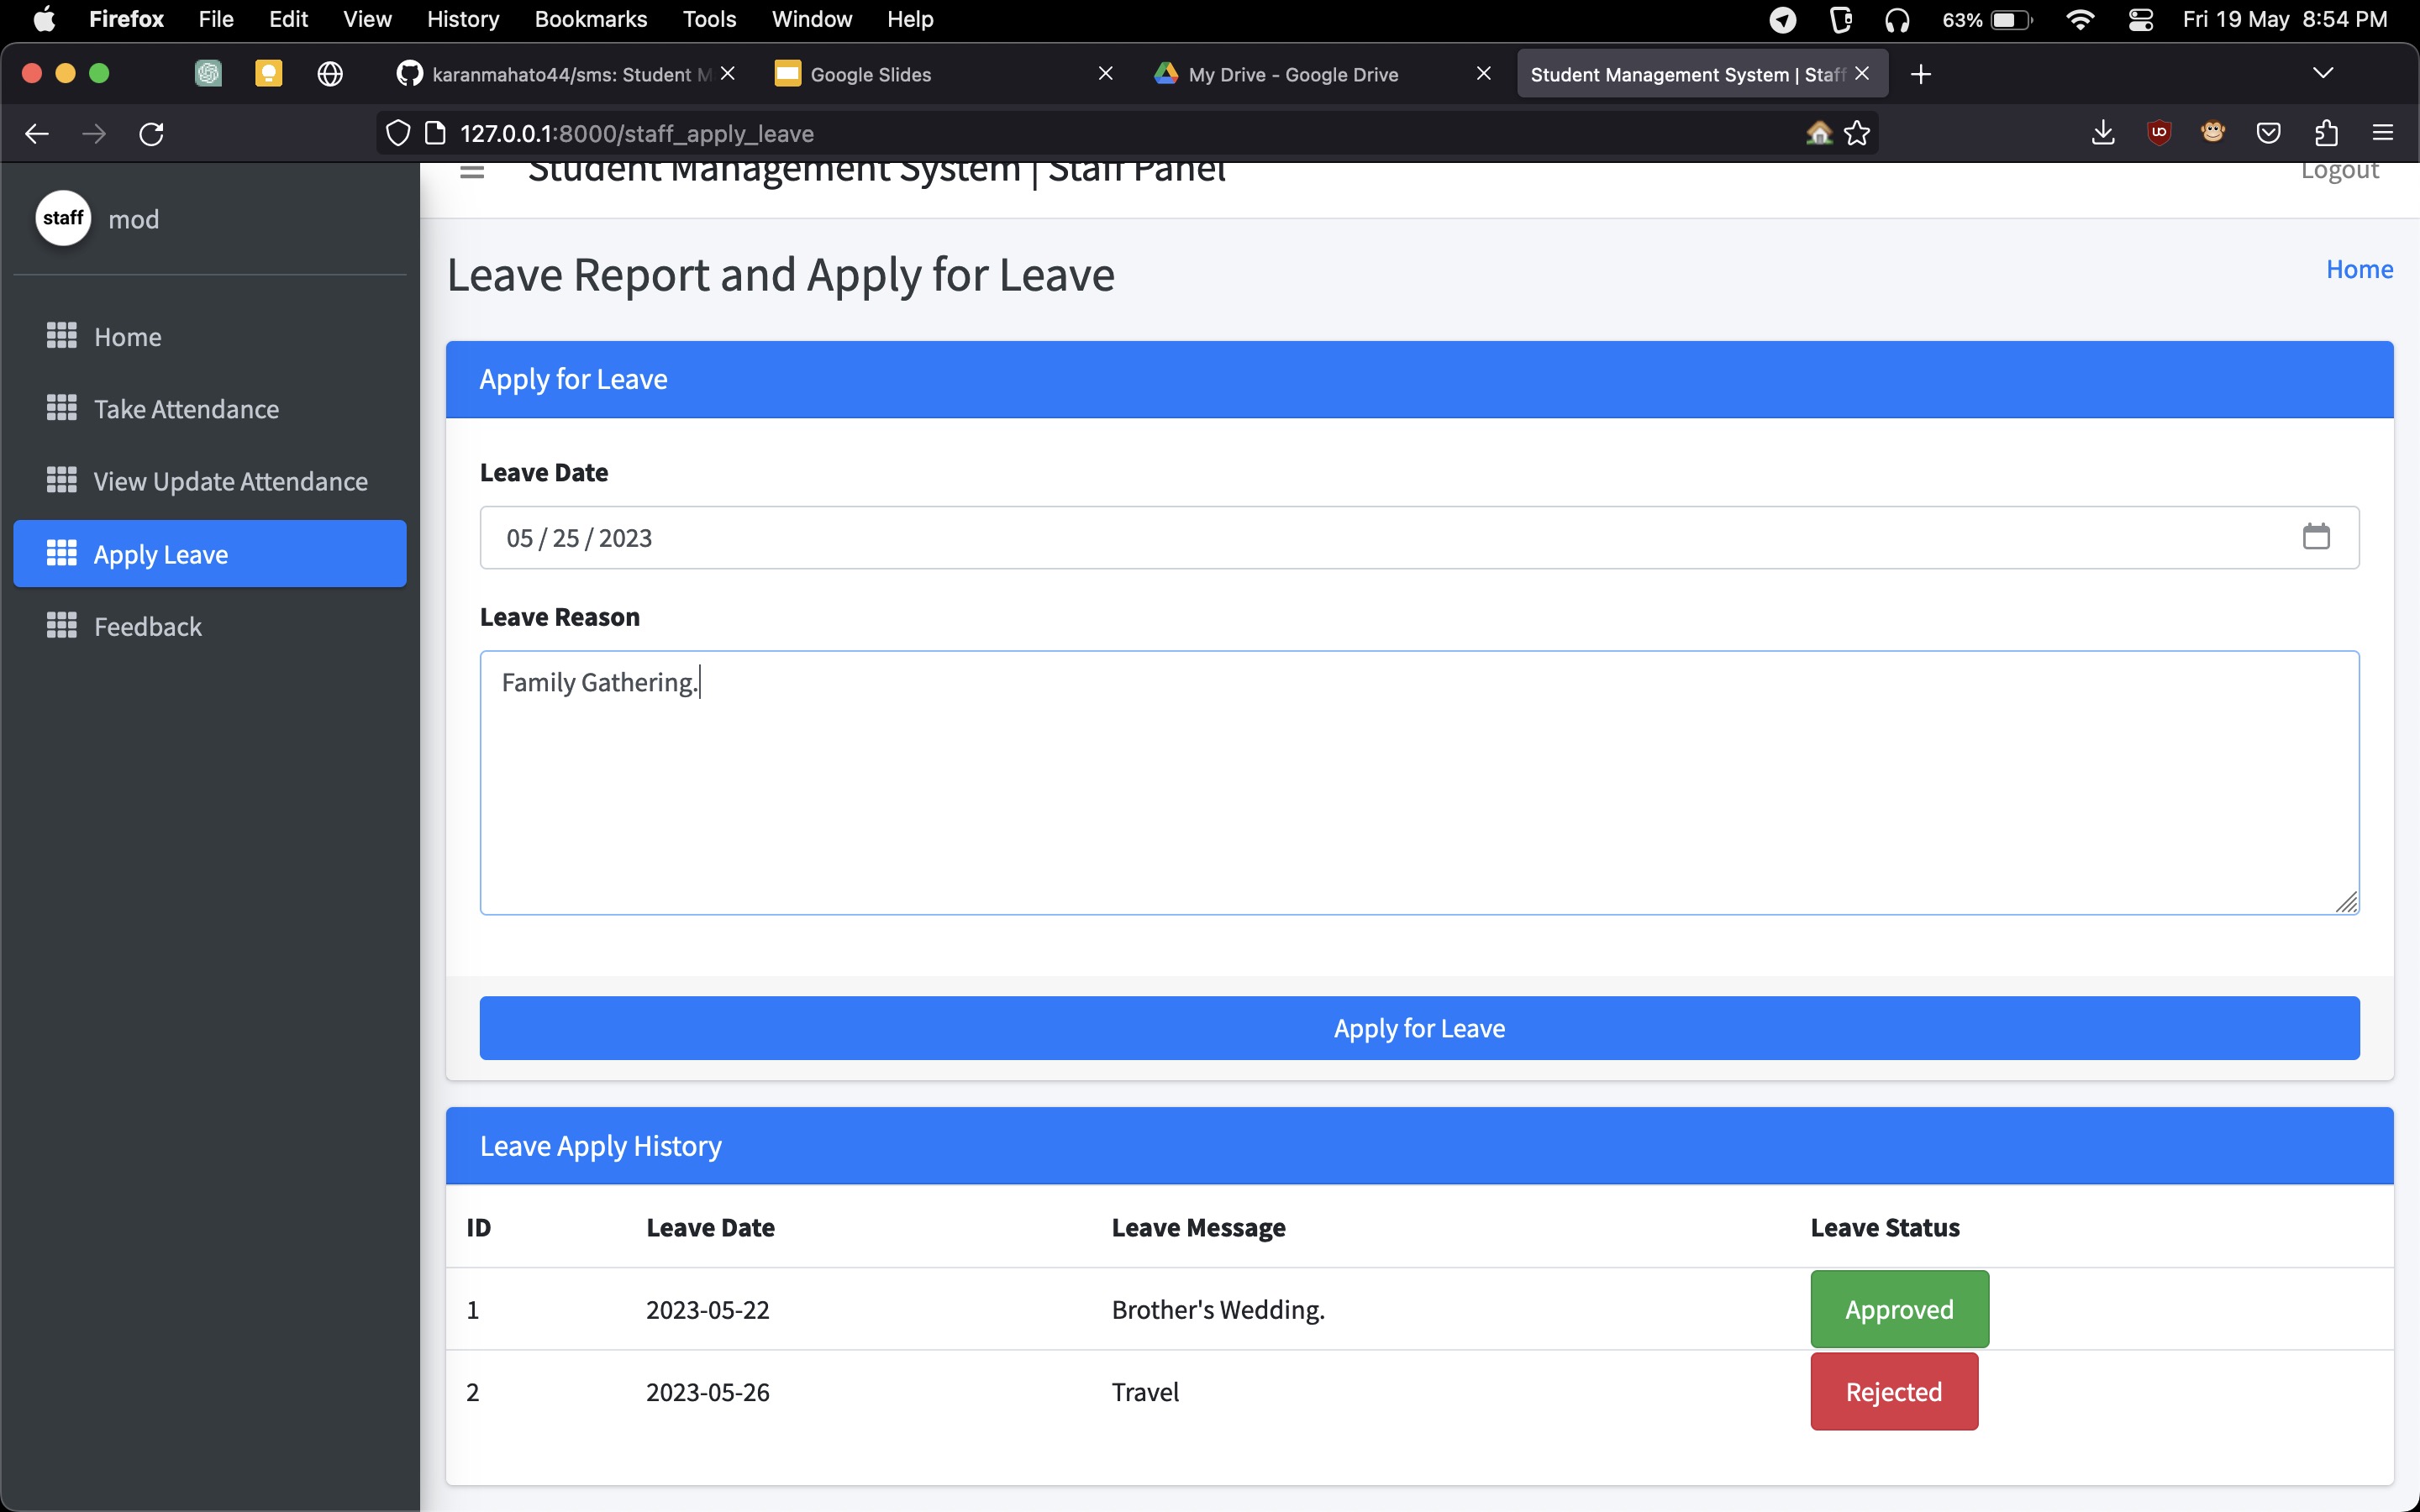 Firefox File Edit View History Bookmarks Tools Window Help 63% Fri 19 May 8:54 PM
karanmahato44/sms: Student M Google Slides My Drive - Google Drive Student Management System | Staff
127.0.0.1:8000/staff_apply_leave
Student Management System | Staff Panel Logout
staff mod
Leave Report and Apply for Leave Home
Home
Take Attendance
View Update Attendance
Apply Leave
Feedback
Apply for Leave
Leave Date
05 / 25 / 2023
Leave Reason
Family Gathering.
Apply for Leave
Leave Apply History
ID Leave Date Leave Message Leave Status
1 2023-05-22 Brother's Wedding. Approved
2 2023-05-26 Travel Rejected